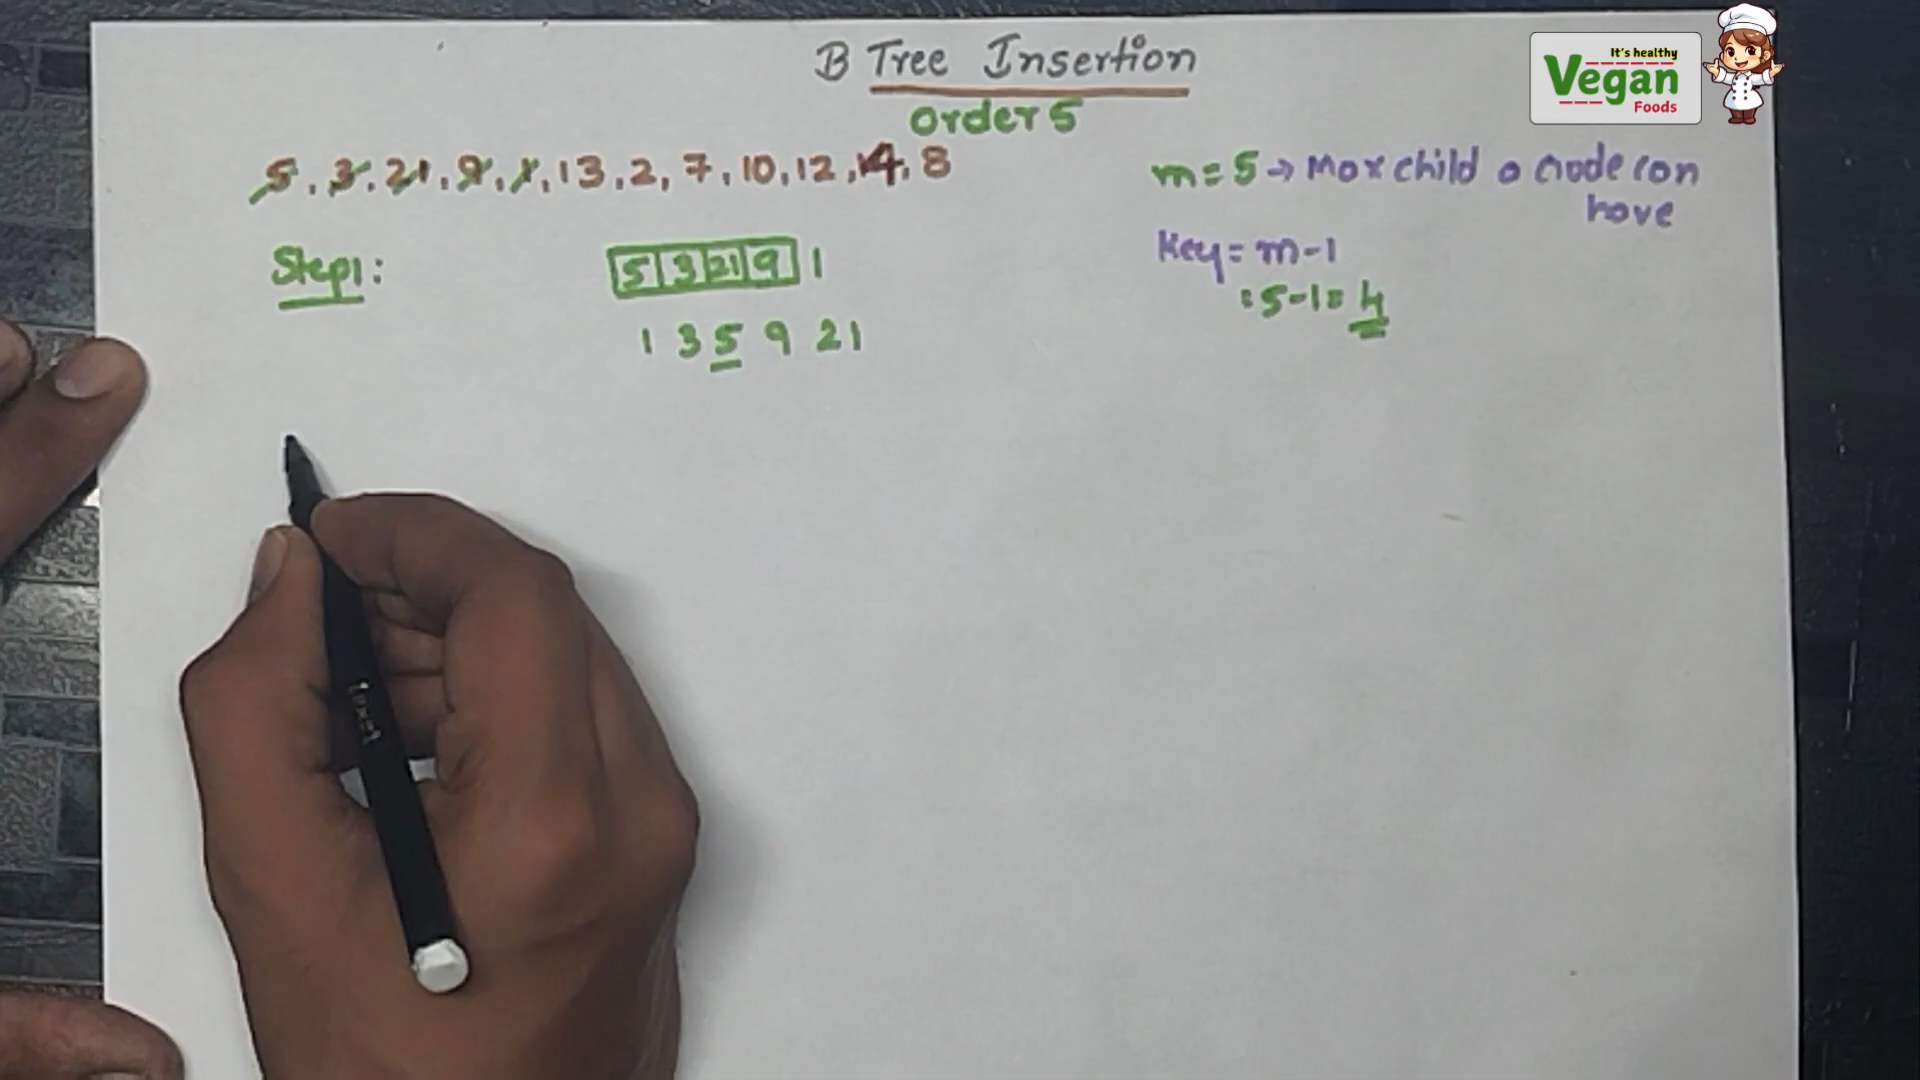 B Tree Insertion
Order 5
5, 3, 21, 9, 1, 13, 2, 7, 10, 12, 14, 8
m = 5 → Max child a node can
have
Key = m-1
= 5-1 = 4
Step1:
5 3 21 9 1
1 3 5 9 21
It's healthy
Vegan
Foods